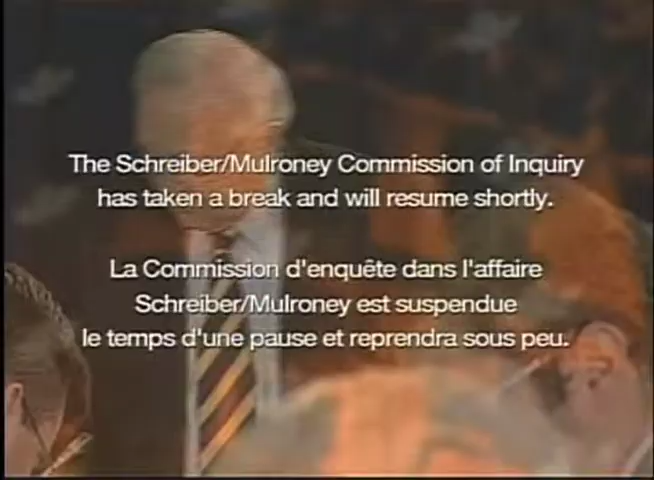 The Schreiber/Mulroney Commission of Inquiry
has taken a break and will resume shortly.
La Commission d'enquête dans l'affaire
Schreiber/Mulroney est suspendue
le temps d'une pause et reprendra sous peu.